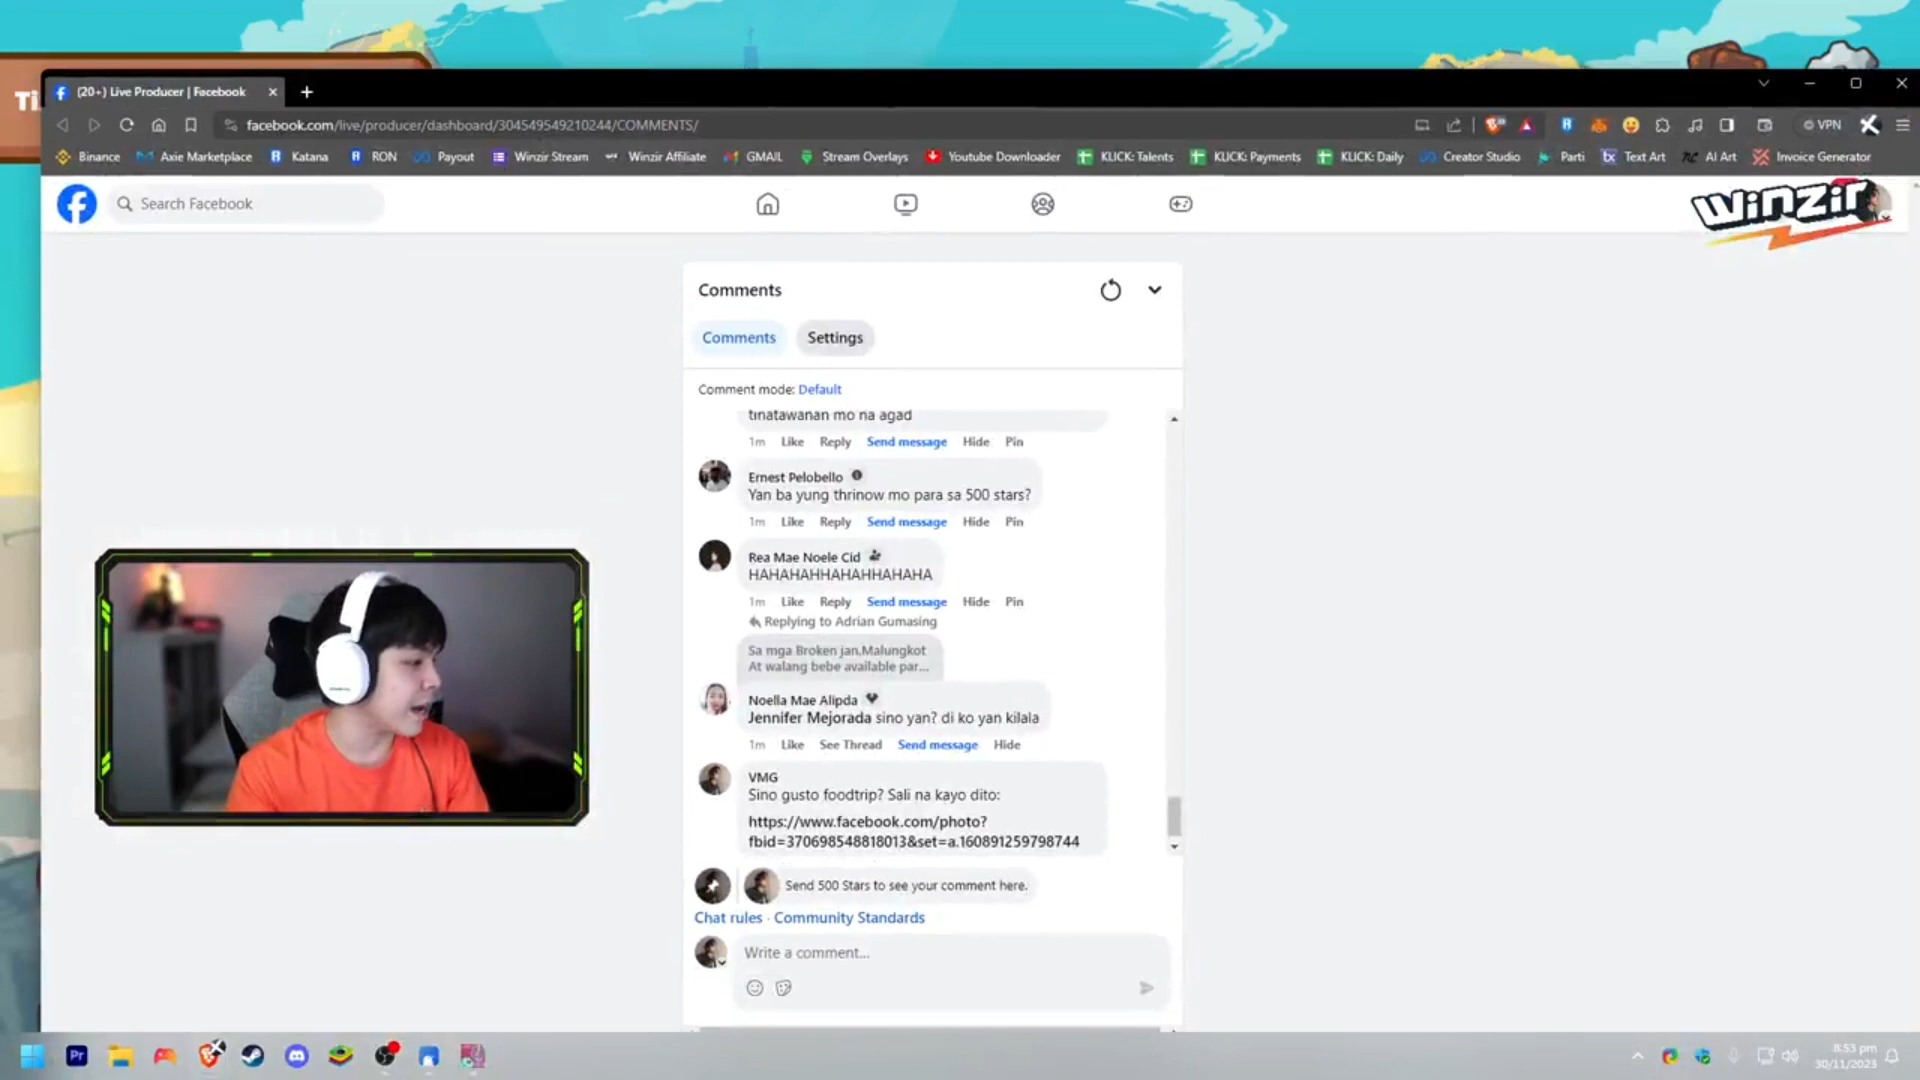 Ti
(20+) Live Producer | Facebook
facebook.com/live/producer/dashboard/304549549210244/COMMENTS/
VPN
Binance Axie Marketplace Katana RON Payout Winzir Stream Winzir Affiliate GMAIL Stream Overlays Youtube Downloader KLICK: Talents KLICK: Payments KLICK: Daily Creator Studio Parti Text Art AI Art Invoice Generator
Search Facebook
winzir
Comments
Comments Settings
Comment mode: Default
tinatawanan mo na agad
1m Like Reply Send message Hide Pin
Ernest Pelobello
Yan ba yung thrinow mo para sa 500 stars?
1m Like Reply Send message Hide Pin
Rea Mae Noele Cid
HAHAHAHHAHAHHAHAHA
1m Like Reply Send message Hide Pin
Replying to Adrian Gumasing
Sa mga Broken jan,Malungkot
At walang bebe available par...
Noella Mae Alipda
Jennifer Mejorada sino yan? di ko yan kilala
1m Like See Thread Send message Hide
VMG
Sino gusto foodtrip? Sali na kayo dito:
https://www.facebook.com/photo?
fbid=370698548818013&set=a.160891259798744
Send 500 Stars to see your comment here.
Chat rules · Community Standards
Write a comment...
Pr
8:53 pm
30/11/2023